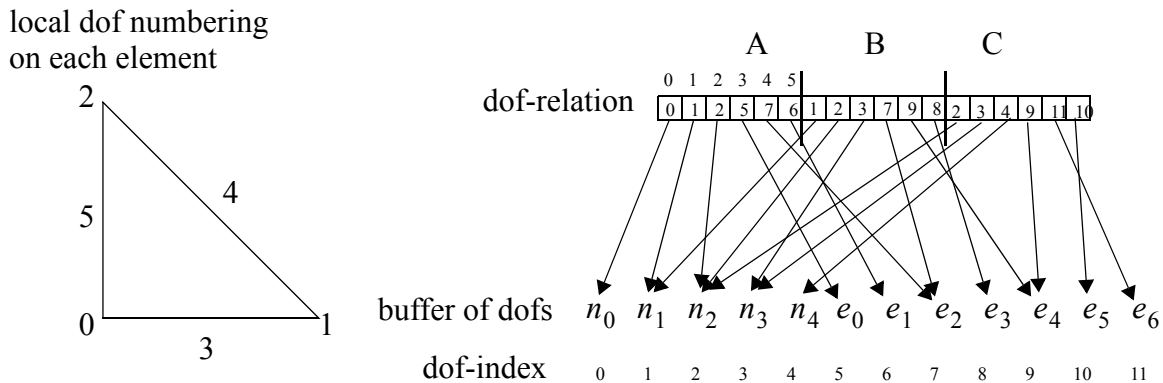 local dof numbering
on each element
2
4
5
0
1
3
A B C
0 1 2 3 4 5
dof-relation 0 1 2 5 7 6 1 2 3 7 9 8 2 3 4 9 11 10
buffer of dofs n0 n1 n2 n3 n4 e0 e1 e2 e3 e4 e5 e6
dof-index 0 1 2 3 4 5 6 7 8 9 10 11